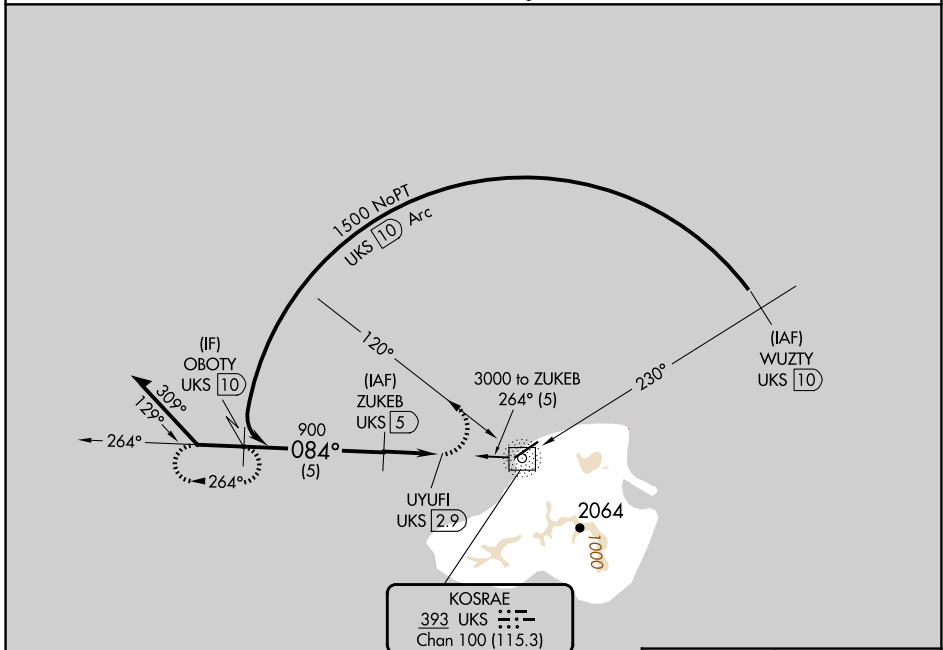 1500 NoPT
UKS 10 Arc
120°
(IF)
OBOTY
UKS 10
(IAF)
ZUKEB
UKS 5
3000 to ZUKEB
264° (5)
230°
(IAF)
WUZTY
UKS 10
309°
129°
264°
900
084°
(5)
264°
UYUFI
UKS 2.9
2064
1000
KOSRAE
393 UKS
Chan 100 (115.3)